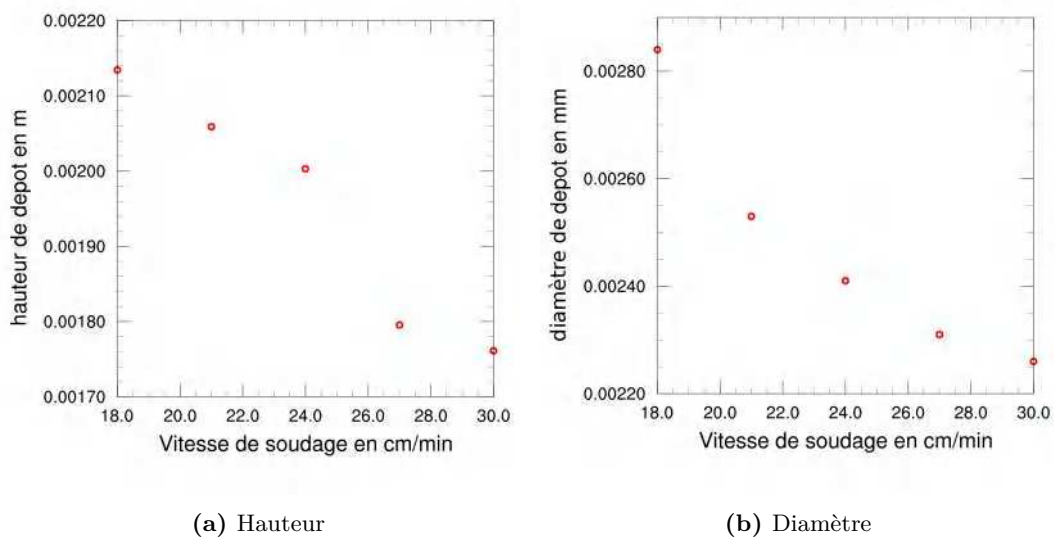 0.00220
0.00210
0.00200
0.00190
0.00180
0.00170
hauteur de depot en m
18.0 20.0 22.0 24.0 26.0 28.0 30.0
Vitesse de soudage en cm/min
(a) Hauteur
0.00280
0.00260
0.00240
0.00220
diamètre de depot en mm
18.0 20.0 22.0 24.0 26.0 28.0 30.0
Vitesse de soudage en cm/min
(b) Diamètre